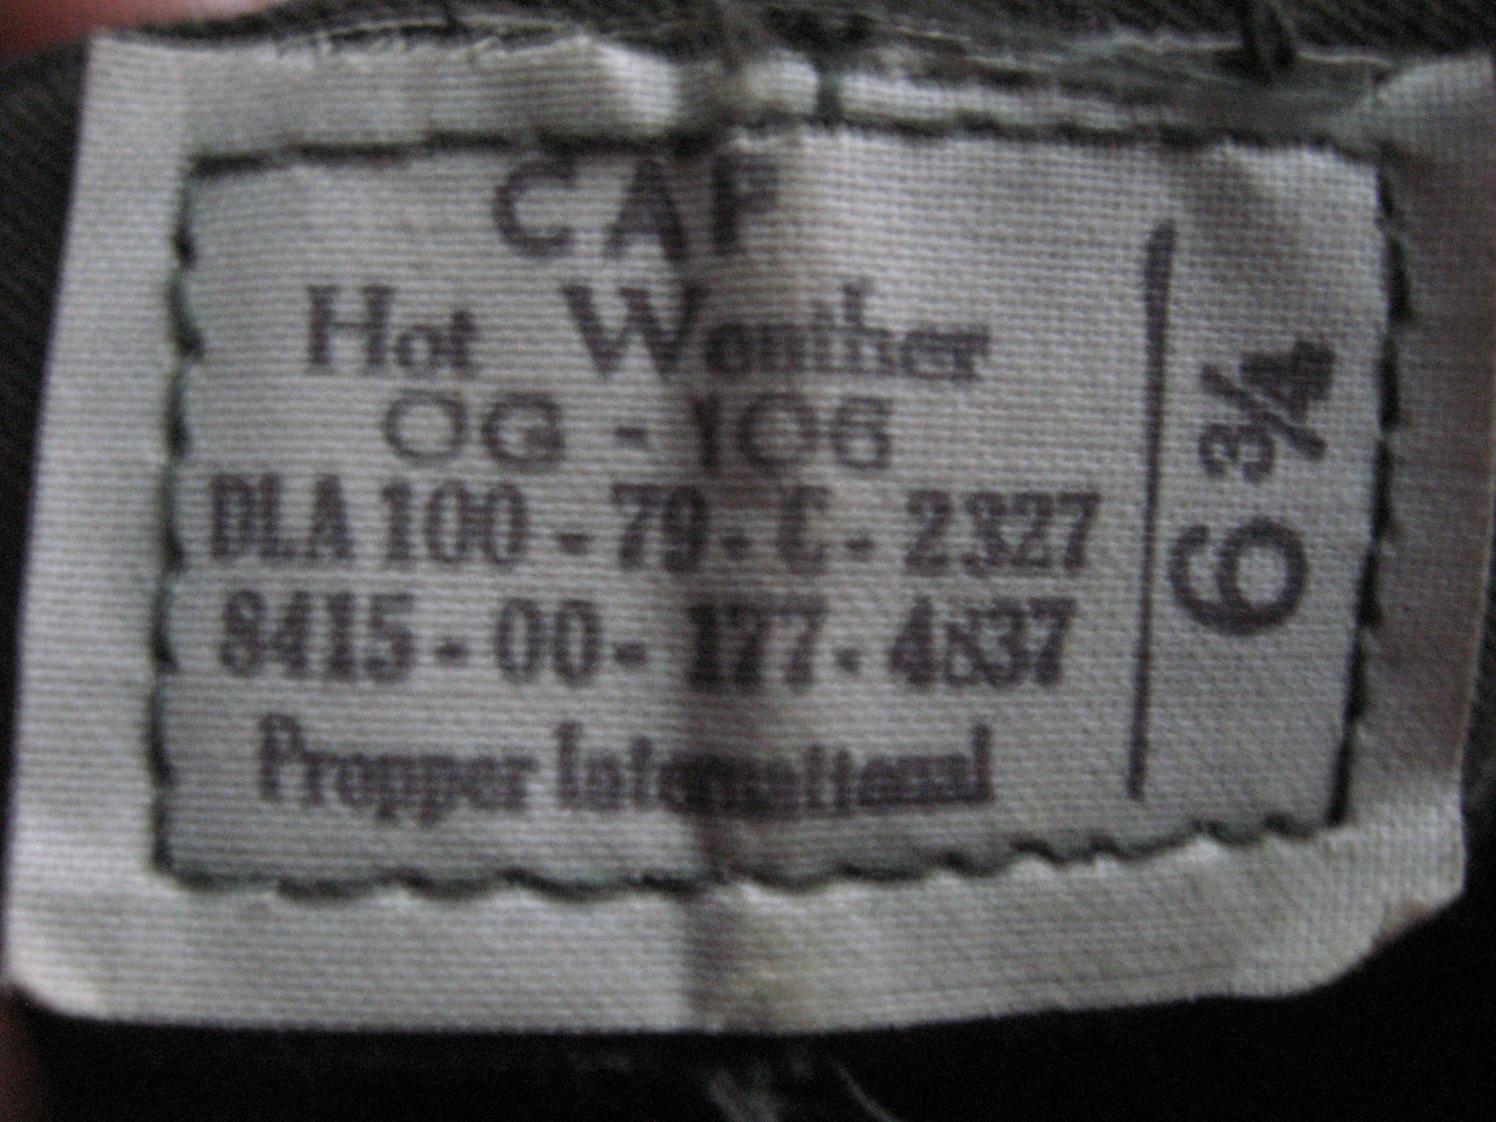 CAP
Hot Weather
OG - 106
DLA 100 - 79 - C - 2327
8415 - 00 - 177 - 4837
Propper International
6 3/4